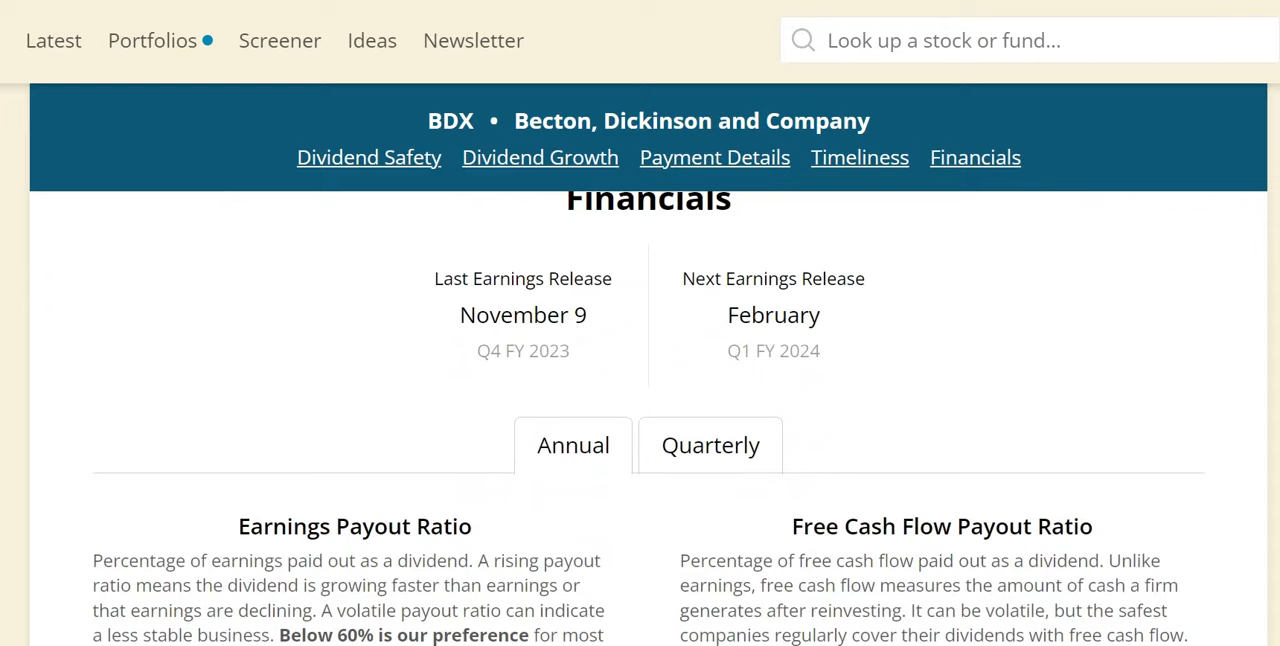 Latest Portfolios Screener Ideas Newsletter Look up a stock or fund...
BDX • Becton, Dickinson and Company
Dividend Safety Dividend Growth Payment Details Timeliness Financials
Financials
Last Earnings Release
November 9
Q4 FY 2023
Next Earnings Release
February
Q1 FY 2024
Annual Quarterly
Earnings Payout Ratio
Percentage of earnings paid out as a dividend. A rising payout
ratio means the dividend is growing faster than earnings or
that earnings are declining. A volatile payout ratio can indicate
a less stable business. Below 60% is our preference for most
Free Cash Flow Payout Ratio
Percentage of free cash flow paid out as a dividend. Unlike
earnings, free cash flow measures the amount of cash a firm
generates after reinvesting. It can be volatile, but the safest
companies regularly cover their dividends with free cash flow.